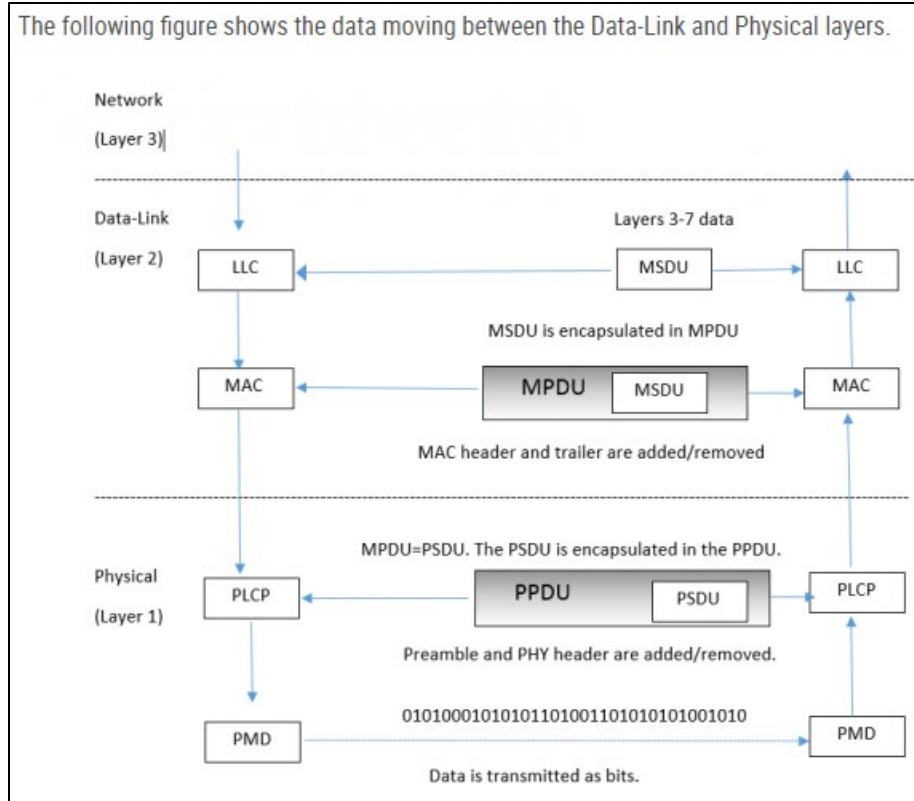 The following figure shows the data moving between the Data-Link and Physical layers.
Network
(Layer 3)
Data-Link
(Layer 2)
Layers 3-7 data
LLC
MSDU
LLC
MSDU is encapsulated in MPDU
MAC
MPDU
MSDU
MAC
MAC header and trailer are added/removed
MPDU=PSDU. The PSDU is encapsulated in the PPDU.
Physical
(Layer 1)
PLCP
PPDU
PSDU
PLCP
Preamble and PHY header are added/removed.
01010001010101101001101010101001010
PMD
PMD
Data is transmitted as bits.